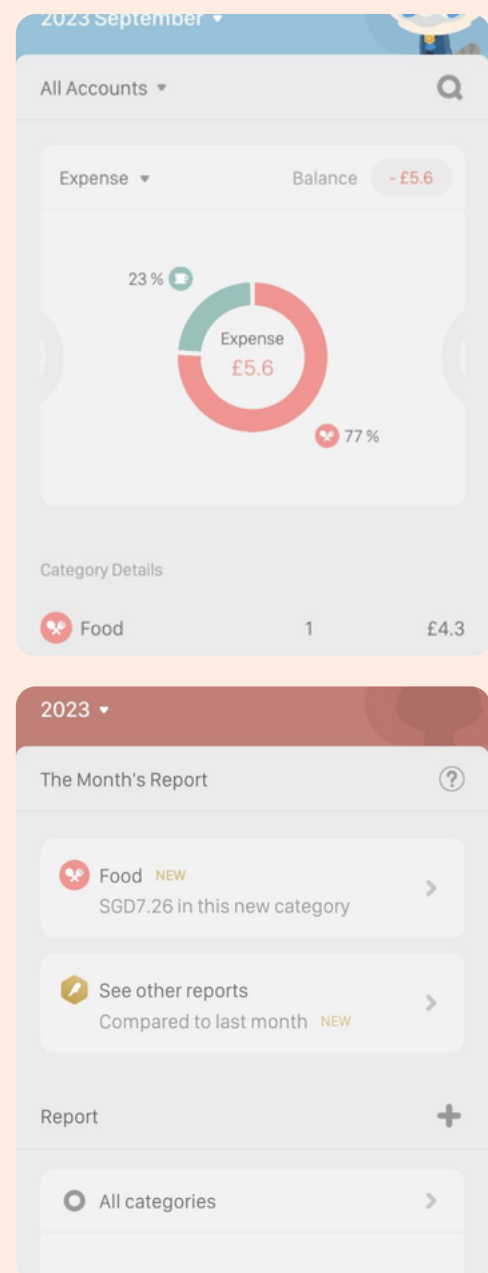 2023 September
All Accounts
Expense Balance - £5.6
23 %
Expense
£5.6
77 %
Category Details
Food 1 £4.3
2023
The Month's Report
Food NEW
SGD7.26 in this new category
See other reports
Compared to last month NEW
Report
All categories